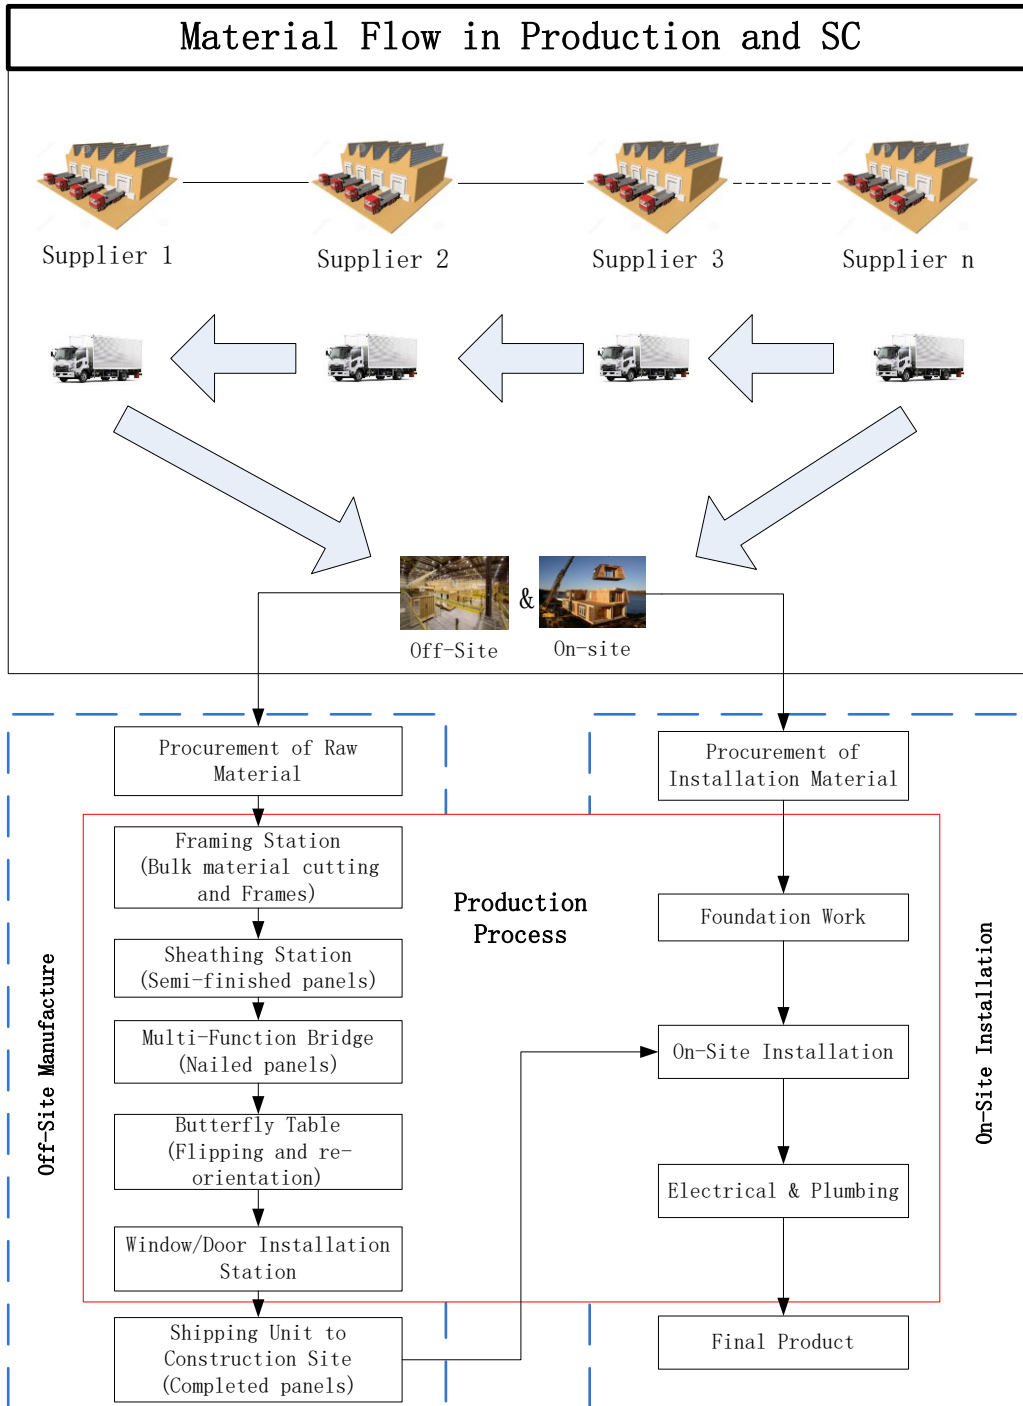 Material Flow in Production and SC
Supplier 1
Supplier 2
Supplier 3
Supplier n
&
Off-Site
On-site
Procurement of Raw
Material
Framing Station
(Bulk material cutting
and Frames)
Sheathing Station
(Semi-finished panels)
Multi-Function Bridge
(Nailed panels)
Butterfly Table
(Flipping and re-
orientation)
Window/Door Installation
Station
Shipping Unit to
Construction Site
(Completed panels)
Off-Site Manufacture
Production
Process
Procurement of
Installation Material
Foundation Work
On-Site Installation
Electrical & Plumbing
Final Product
On-Site Installation